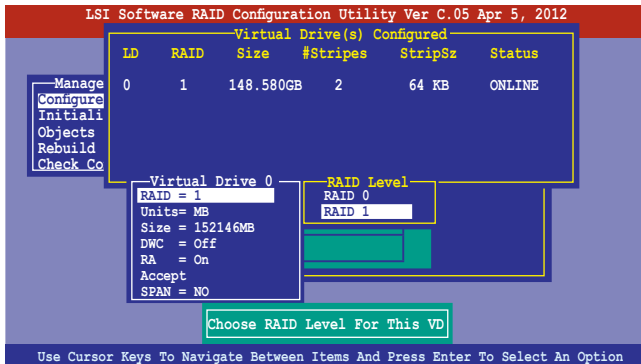 LSI Software RAID Configuration Utility Ver C.05 Apr 5, 2012
Virtual Drive(s) Configured
LD RAID Size #Stripes StripSz Status
0 1 148.580GB 2 64 KB ONLINE
Manage
Configure
Initiali
Objects
Rebuild
Check Co
Virtual Drive 0
RAID = 1
Units= MB
Size = 152146MB
DWC = Off
RA = On
Accept
SPAN = NO
RAID Level
RAID 0
RAID 1
Choose RAID Level For This VD
Use Cursor Keys To Navigate Between Items And Press Enter To Select An Option